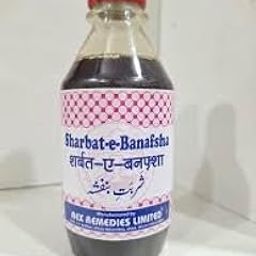 Sharbat-e-Banafsha
शर्बत-ए-बनफ्शा
شربتِ بنفشہ
Manufactured by
REX REMEDIES LIMITED